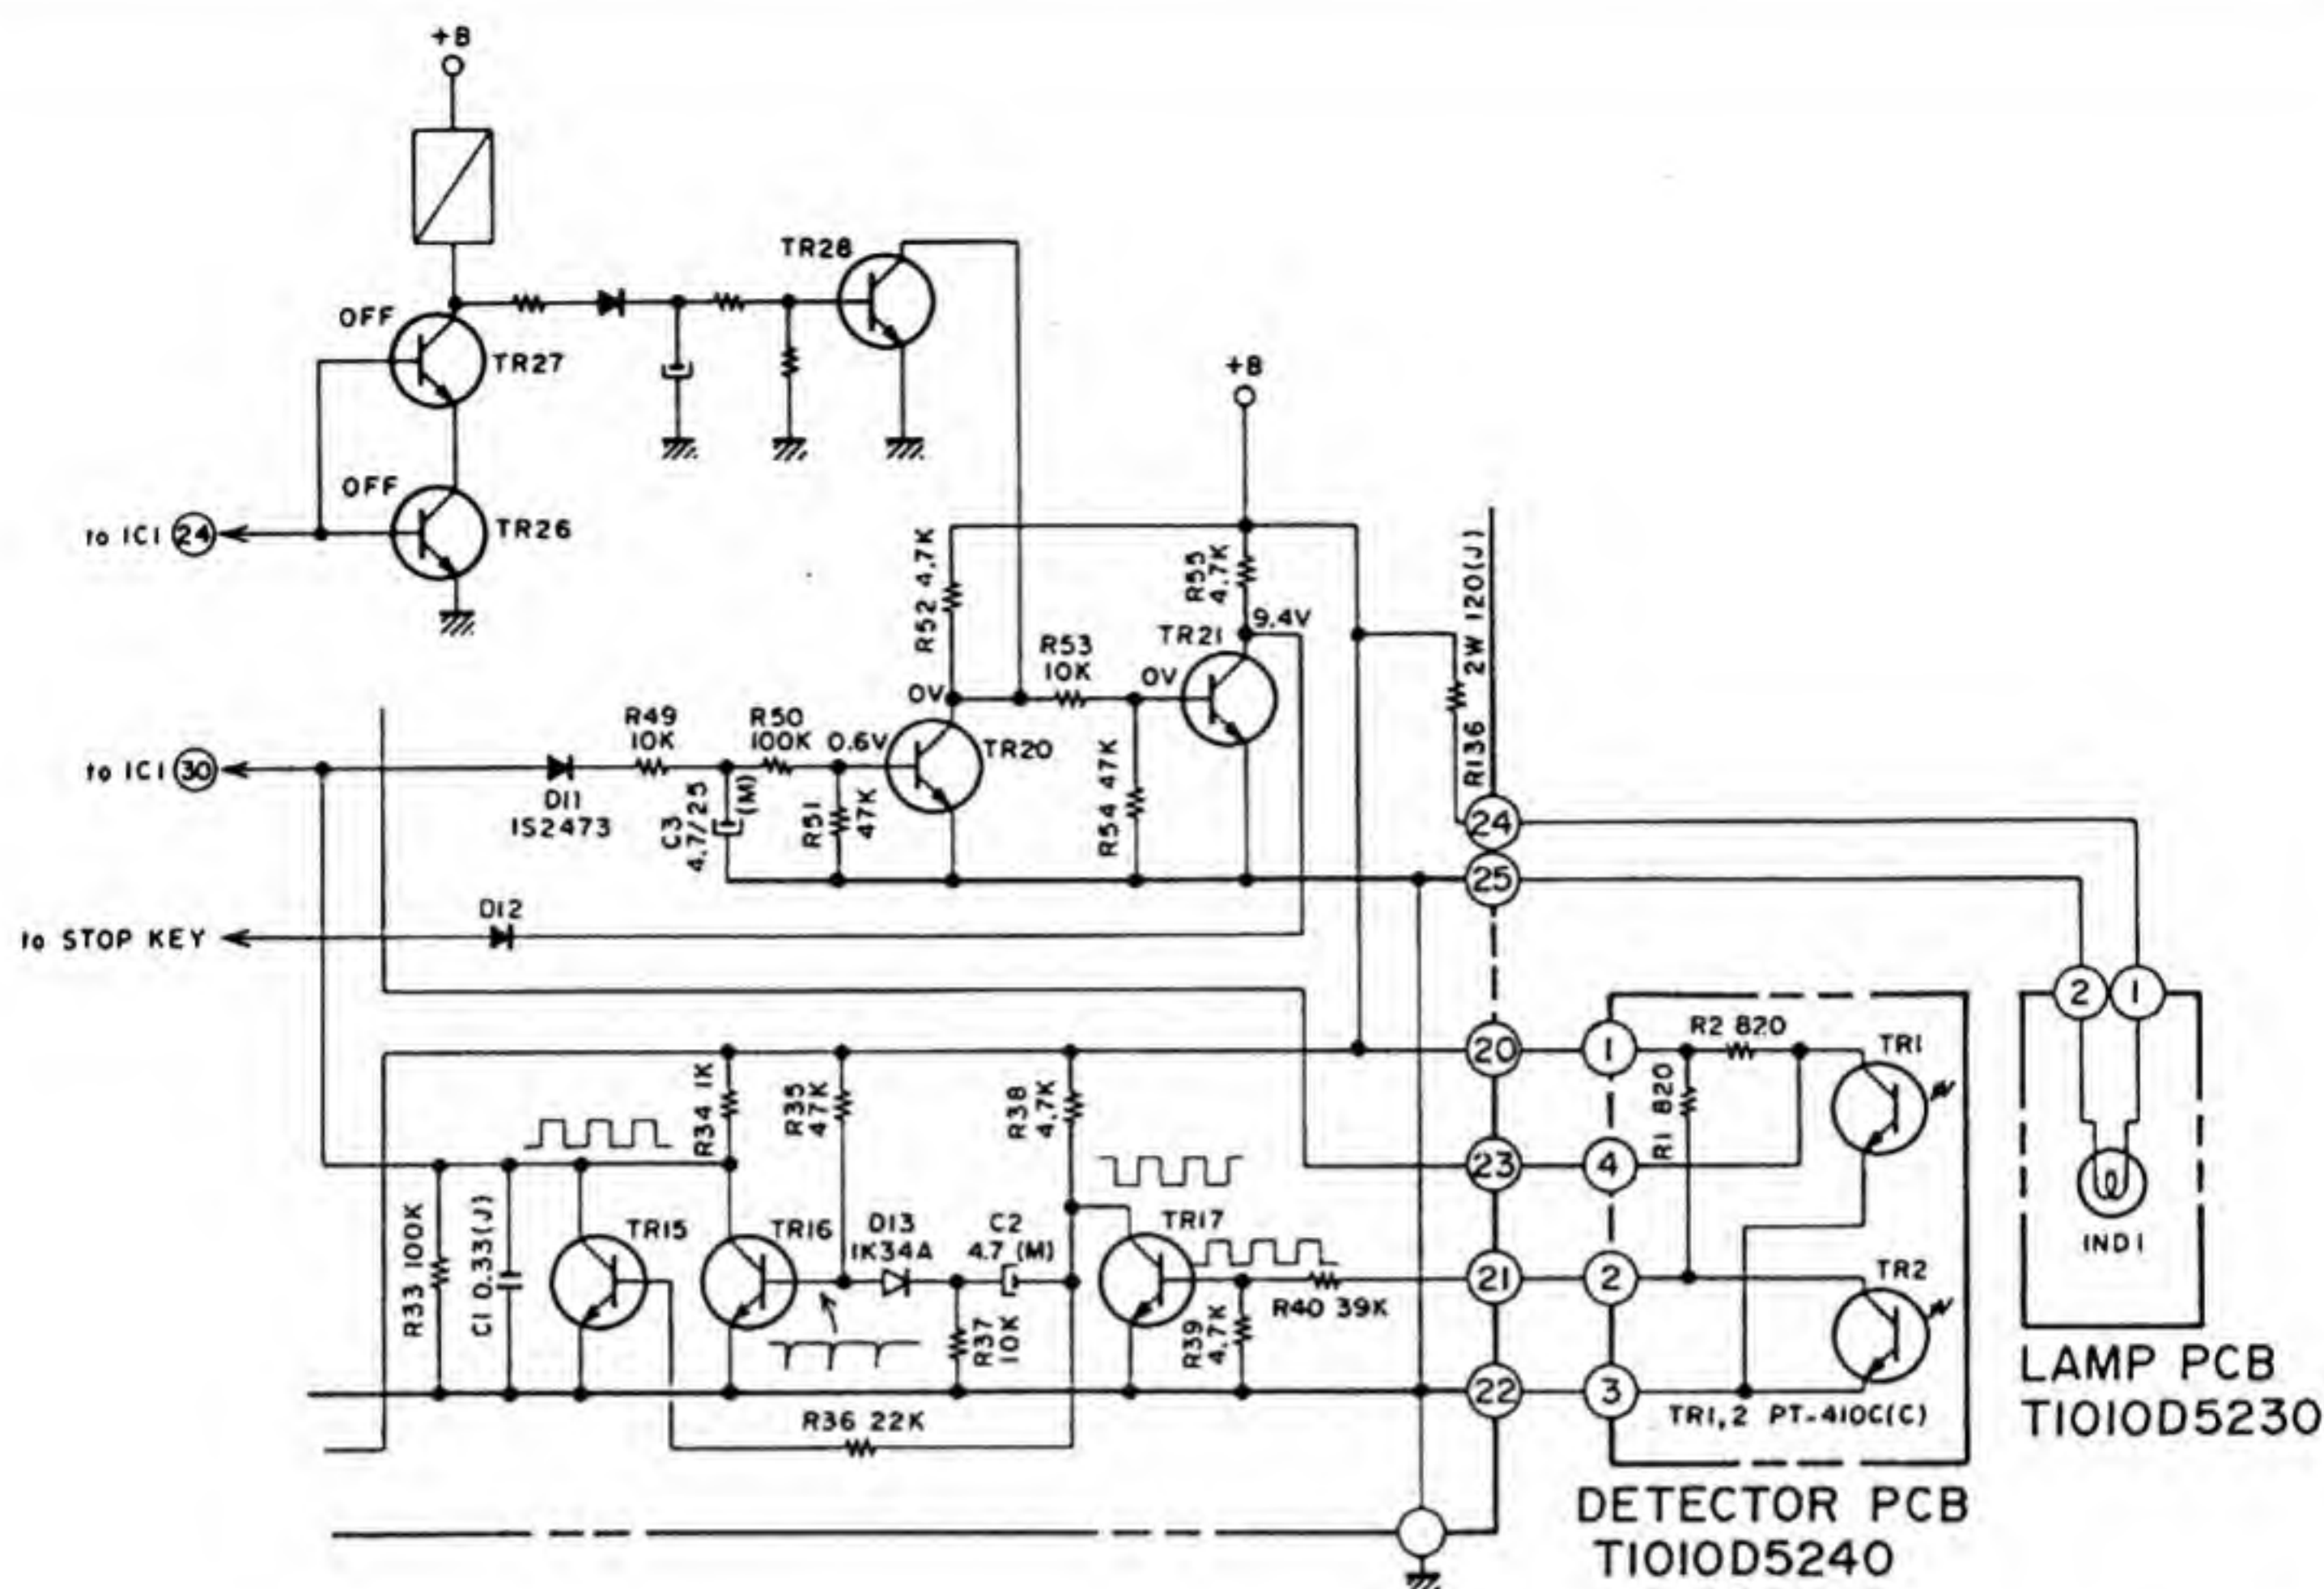 +B
TR28
OFF
TR27
+B
OFF
to IC1 24
TR26
R52 4.7K
R55
4.7K
2W 120(J)
R136
9.4V
TR21
R53
10K
0V
0V
R49
10K
R50
100K
0.6V
TR20
to IC1 30
D11
1S2473
C3
4.7/25
(M)
R51
47K
R54 47K
24
25
D12
to STOP KEY
2
1
R2 820
20
1
TR1
R34 1K
R35
47K
R38
4.7K
R1 820
23
4
R33 100K
C1 0.33(J)
TR15
TR16
D13
1K34A
C2
4.7 (M)
TR17
IND1
21
2
TR2
R37
10K
R39
4.7K
R40 39K
22
3
R36 22K
TR1,2 PT-410C(C)
LAMP PCB
T1010D5230
DETECTOR PCB
T1010D5240